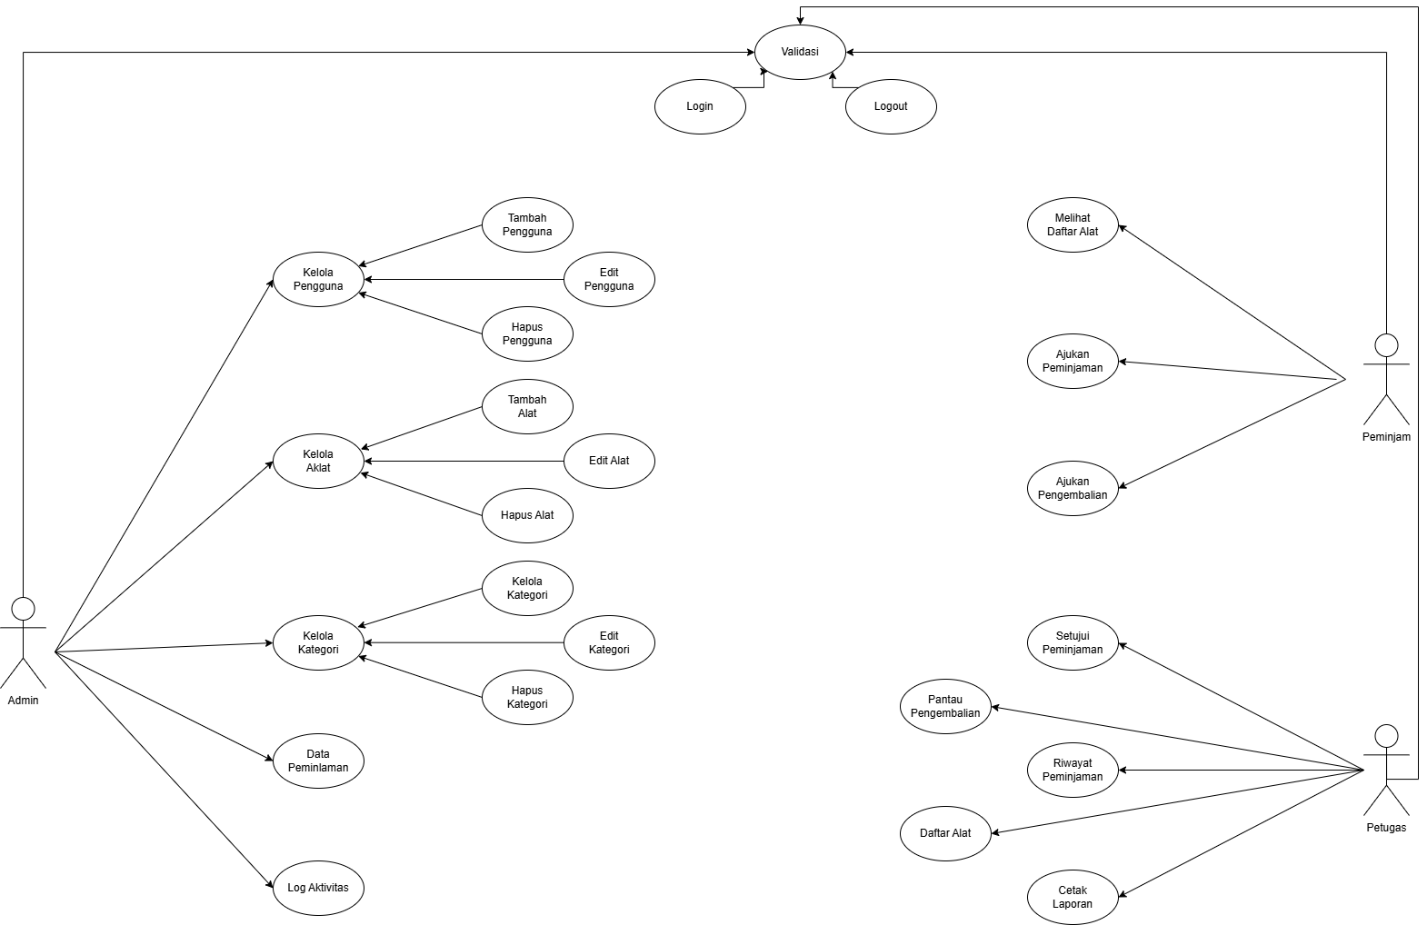 Validasi
Login
Logout
Tambah
Pengguna
Kelola
Pengguna
Edit
Pengguna
Hapus
Pengguna
Tambah
Alat
Kelola
Aklat
Edit Alat
Hapus Alat
Kelola
Kategori
Kelola
Kategori
Edit
Kategori
Hapus
Kategori
Admin
Data
Peminlaman
Log Aktivitas
Melihat
Daftar Alat
Ajukan
Peminjaman
Ajukan
Pengembalian
Peminjam
Setujui
Peminjaman
Pantau
Pengembalian
Riwayat
Peminjaman
Daftar Alat
Cetak
Laporan
Petugas